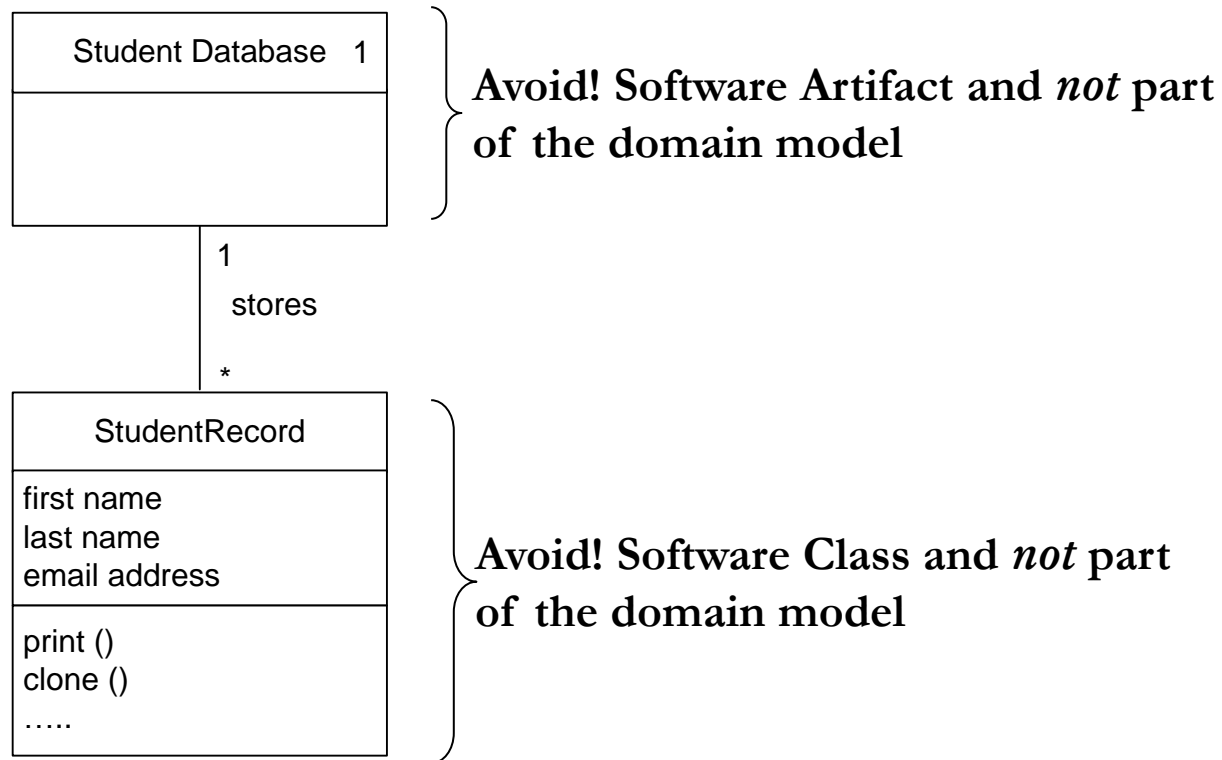 Student Database 1
Avoid! Software Artifact and not part
of the domain model
1
stores
*
StudentRecord
first name
last name
email address
print ()
clone ()
.....
Avoid! Software Class and not part
of the domain model